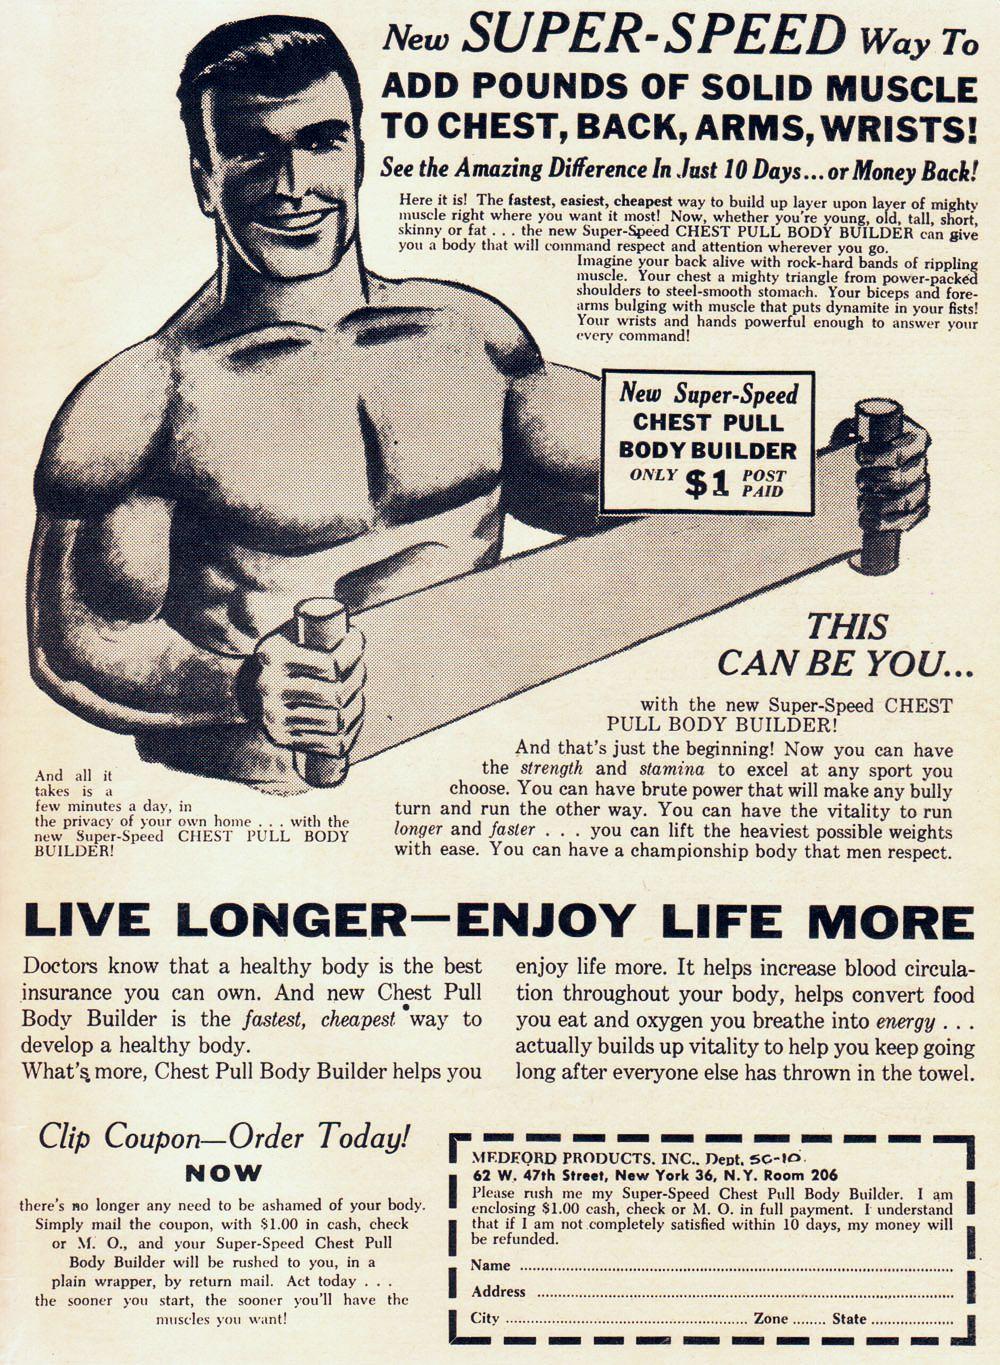 New SUPER-SPEED Way To
ADD POUNDS OF SOLID MUSCLE
TO CHEST, BACK, ARMS, WRISTS!
See the Amazing Difference In Just 10 Days...or Money Back!
Here it is! The fastest, easiest, cheapest way to build up layer upon layer of mighty
muscle right where you want it most! Now, whether you're young, old, tall, short,
skinny or fat . . . the new Super-Speed CHEST PULL BODY BUILDER can give
you a body that will command respect and attention wherever you go.
Imagine your back alive with rock-hard bands of rippling
muscle. Your chest a mighty triangle from power-packed
shoulders to steel-smooth stomach. Your biceps and fore-
arms bulging with muscle that puts dynamite in your fists!
Your wrists and hands powerful enough to answer your
every command!
New Super-Speed
CHEST PULL
BODY BUILDER
ONLY $1 POST PAID
THIS
CAN BE YOU...
with the new Super-Speed CHEST
PULL BODY BUILDER!
And that's just the beginning! Now you can have
the strength and stamina to excel at any sport you
choose. You can have brute power that will make any bully
turn and run the other way. You can have the vitality to run
longer and faster . . . you can lift the heaviest possible weights
with ease. You can have a championship body that men respect.
And all it
takes is a
few minutes a day, in
the privacy of your own home . . . with the
new Super-Speed CHEST PULL BODY
BUILDER!
LIVE LONGER—ENJOY LIFE MORE
Doctors know that a healthy body is the best
insurance you can own. And new Chest Pull
Body Builder is the fastest, cheapest way to
develop a healthy body.
What's more, Chest Pull Body Builder helps you
enjoy life more. It helps increase blood circula-
tion throughout your body, helps convert food
you eat and oxygen you breathe into energy . . .
actually builds up vitality to help you keep going
long after everyone else has thrown in the towel.
Clip Coupon—Order Today!
NOW
there's no longer any need to be ashamed of your body.
Simply mail the coupon, with $1.00 in cash, check
or M. O., and your Super-Speed Chest Pull
Body Builder will be rushed to you, in a
plain wrapper, by return mail. Act today . . .
the sooner you start, the sooner you'll have the
muscles you want!
MEDFORD PRODUCTS, INC., Dept. SC-10
62 W. 47th Street, New York 36, N.Y. Room 206
Please rush me my Super-Speed Chest Pull Body Builder. I am
enclosing $1.00 cash, check or M. O. in full payment. I understand
that if I am not completely satisfied within 10 days, my money will
be refunded.
Name
Address
City Zone State